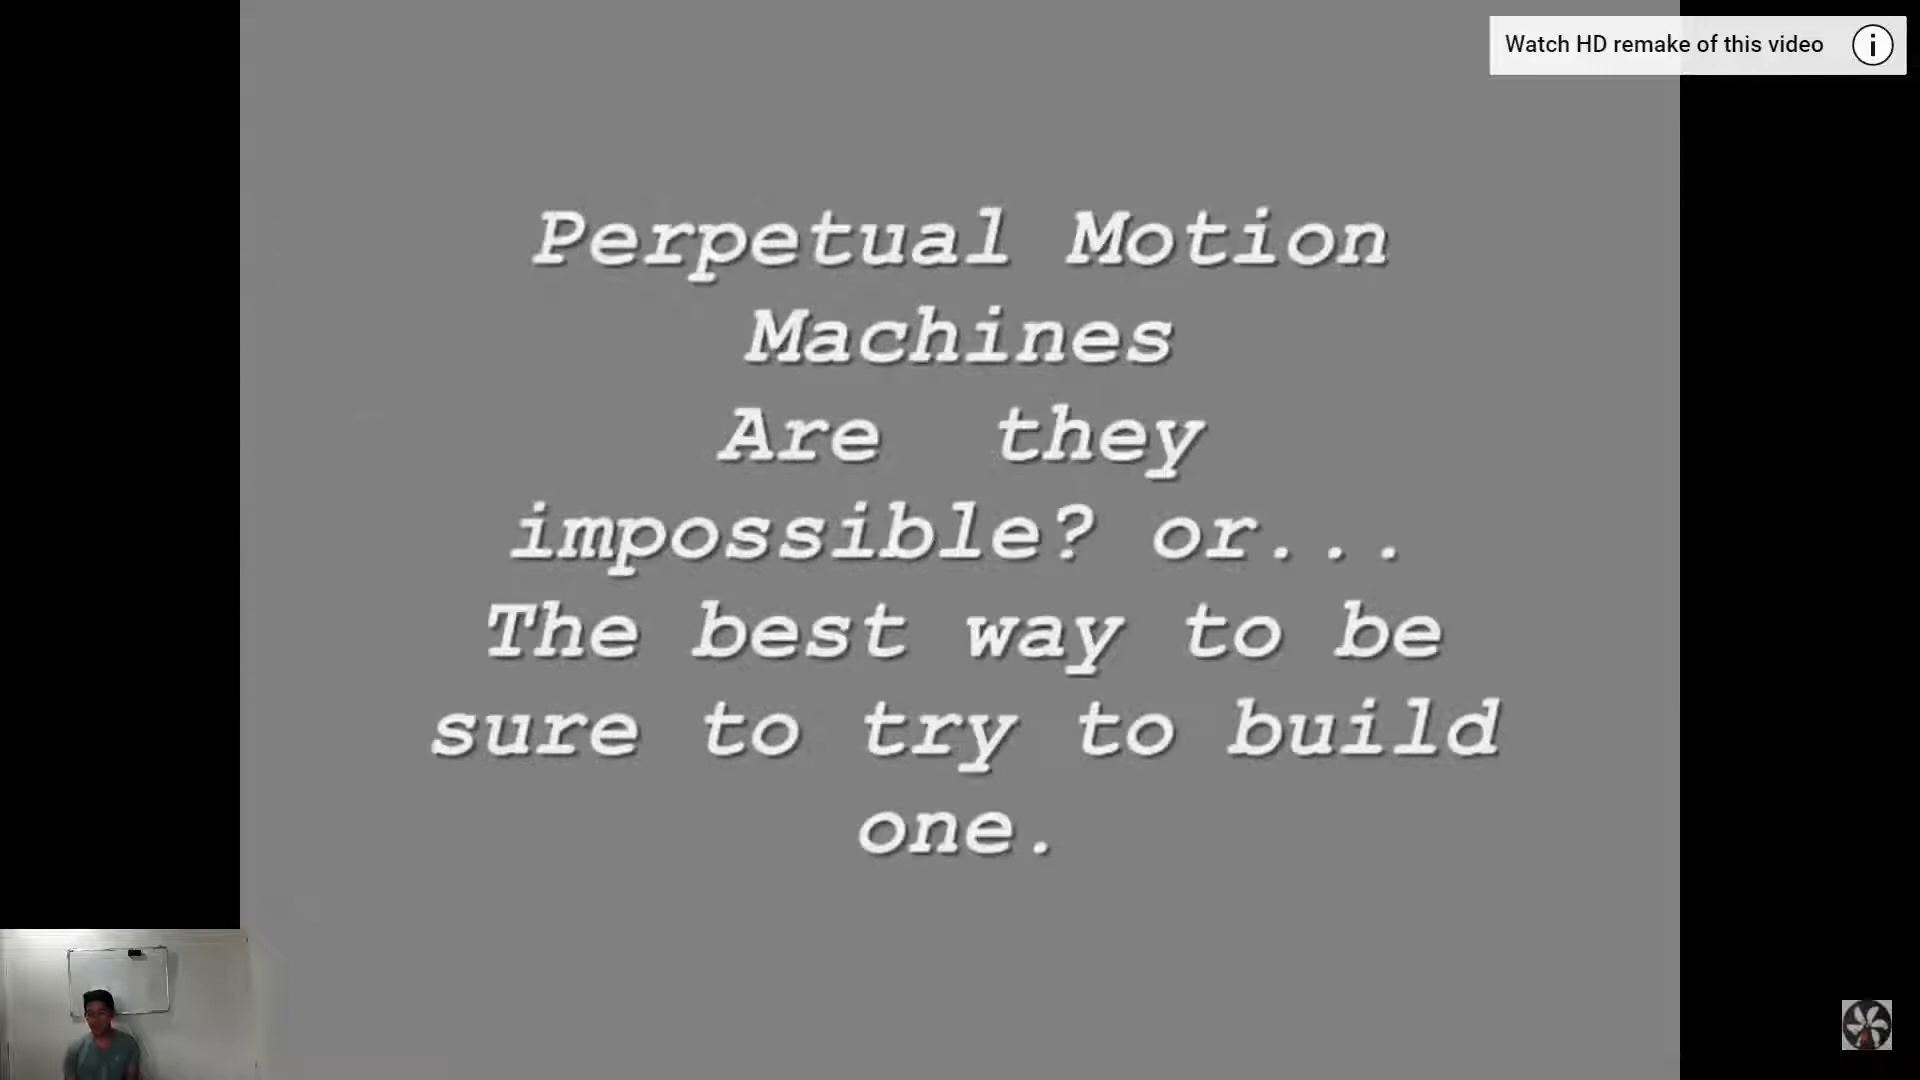 Watch HD remake of this video
Perpetual Motion
Machines
Are they
impossible? or...
The best way to be
sure to try to build
one.